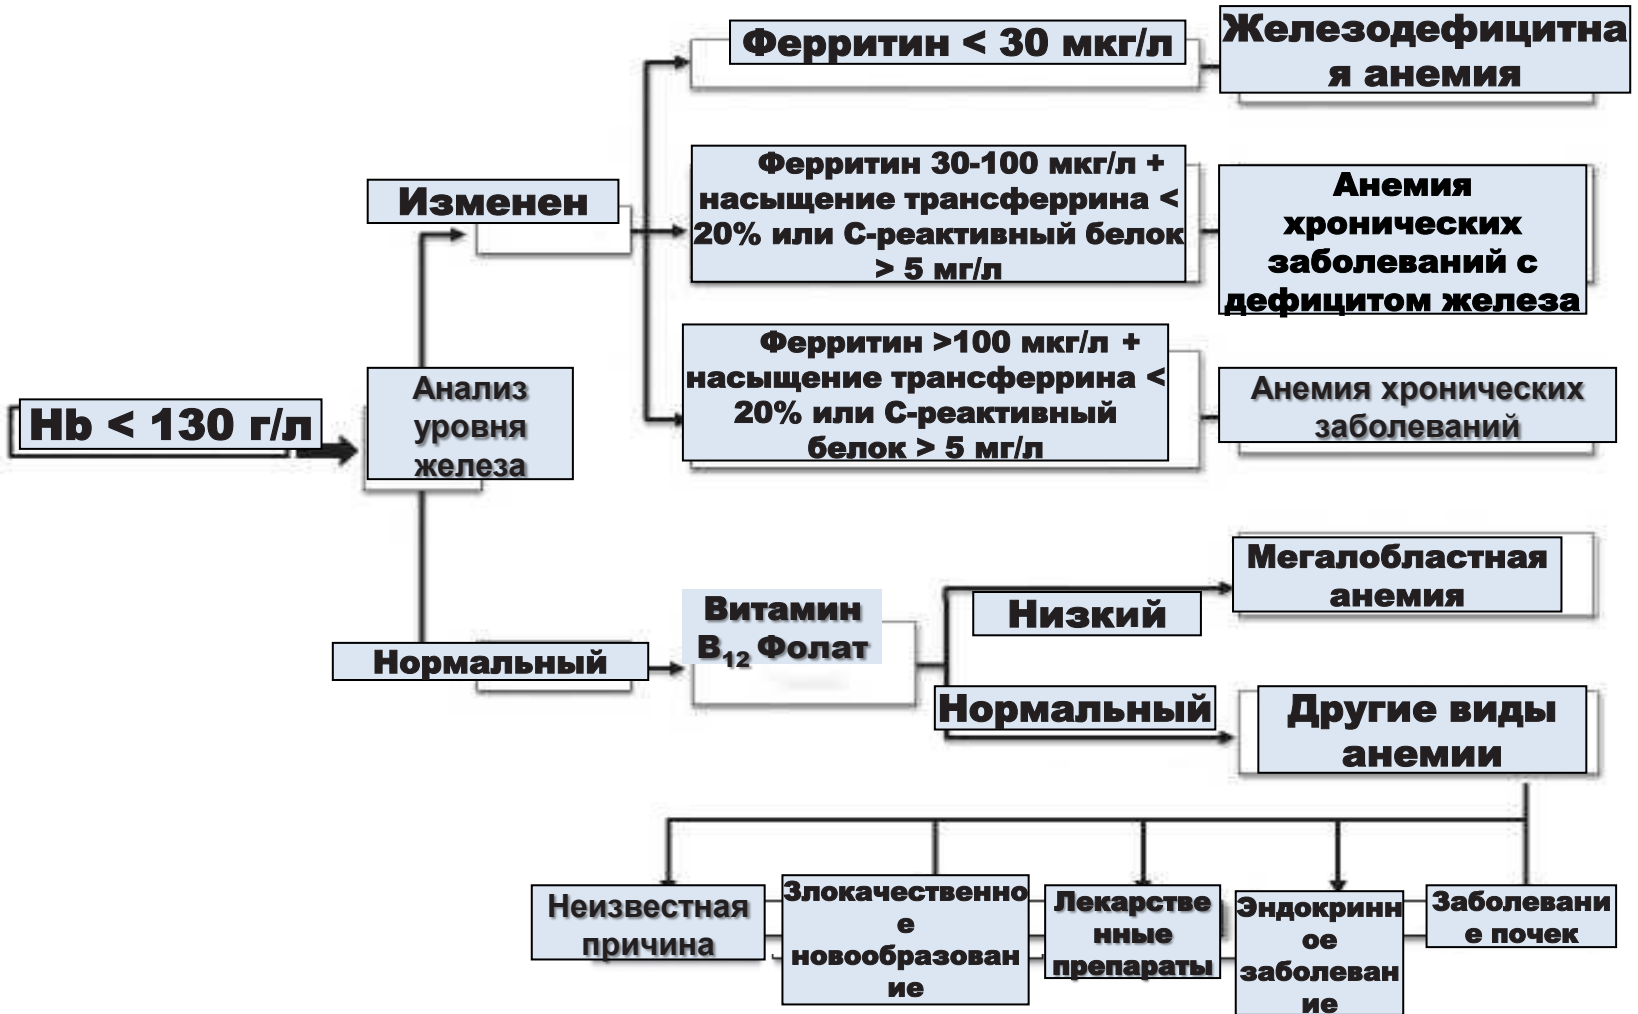 Ферритин < 30 мкг/л
Железодефицитна
я анемия
Ферритин 30-100 мкг/л +
насыщение трансферрина <
20% или С-реактивный белок
> 5 мг/л
Анемия
хронических
заболеваний с
дефицитом железа
Изменен
Ферритин >100 мкг/л +
насыщение трансферрина <
20% или С-реактивный
белок > 5 мг/л
Анемия хронических
заболеваний
Hb < 130 г/л
Анализ
уровня
железа
Мегалобластная
анемия
Низкий
Витамин
В12 Фолат
Нормальный
Нормальный
Другие виды
анемии
Неизвестная
причина
Злокачественно
е
новообразован
ие
Лекарстве
нные
препараты
Эндокринн
ое
заболеван
ие
Заболевани
е почек